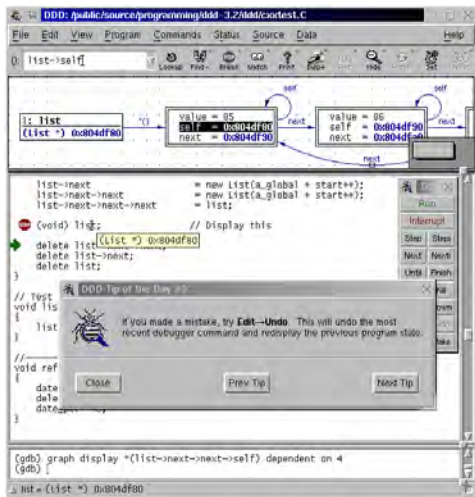 DDD: /public/source/programming/ddd-3.2/ddd/cxxtest.C
File Edit View Program Commands Status Source Data Help
(): list->self
Lookup Find» Break Watch Print Disp» Hide Set
1: list
(List *) 0x804df80
*()
value = 85
self = 0x804df80
next = 0x804df90
self
next
value = 86
self = 0x804df90
next = 0x804df80
self
next
next
list->next = new List(a_global + start++);
list->next->next = new List(a_global + start++);
list->next->next->next = list;
(void) list; // Display this
(List *) 0x804df80
delete list
delete list->next;
delete list;
}
// Test
void lis
{
list
}
//
void ref
{
date
dele
date
}
DDD
Run
Interrupt
Step Stepi
Next Nexti
Until Finish
DDD Tip of the Day #3
If you made a mistake, try Edit→Undo. This will undo the most
recent debugger command and redisplay the previous program state.
Close Prev Tip Next Tip
(gdb) graph display *(list->next->next->self) dependent on 4
(gdb)
list = (List *) 0x804df80